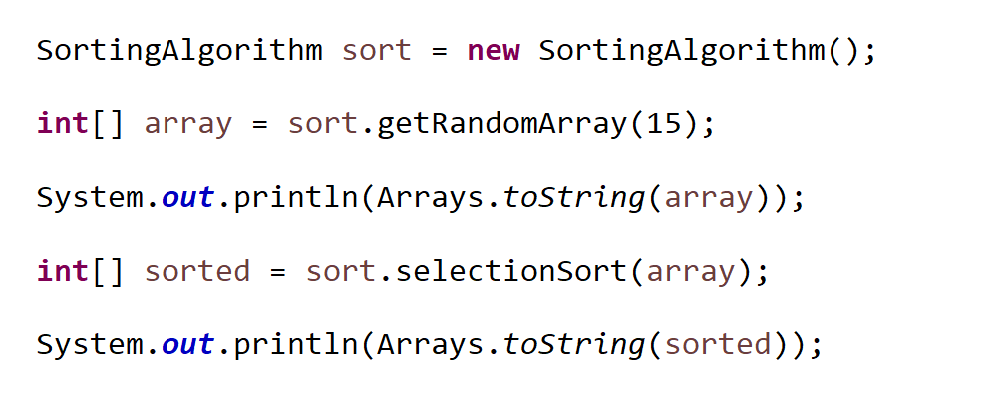 SortingAlgorithm sort = new SortingAlgorithm();
int[] array = sort.getRandomArray(15);
System.out.println(Arrays.toString(array));
int[] sorted = sort.selectionSort(array);
System.out.println(Arrays.toString(sorted));